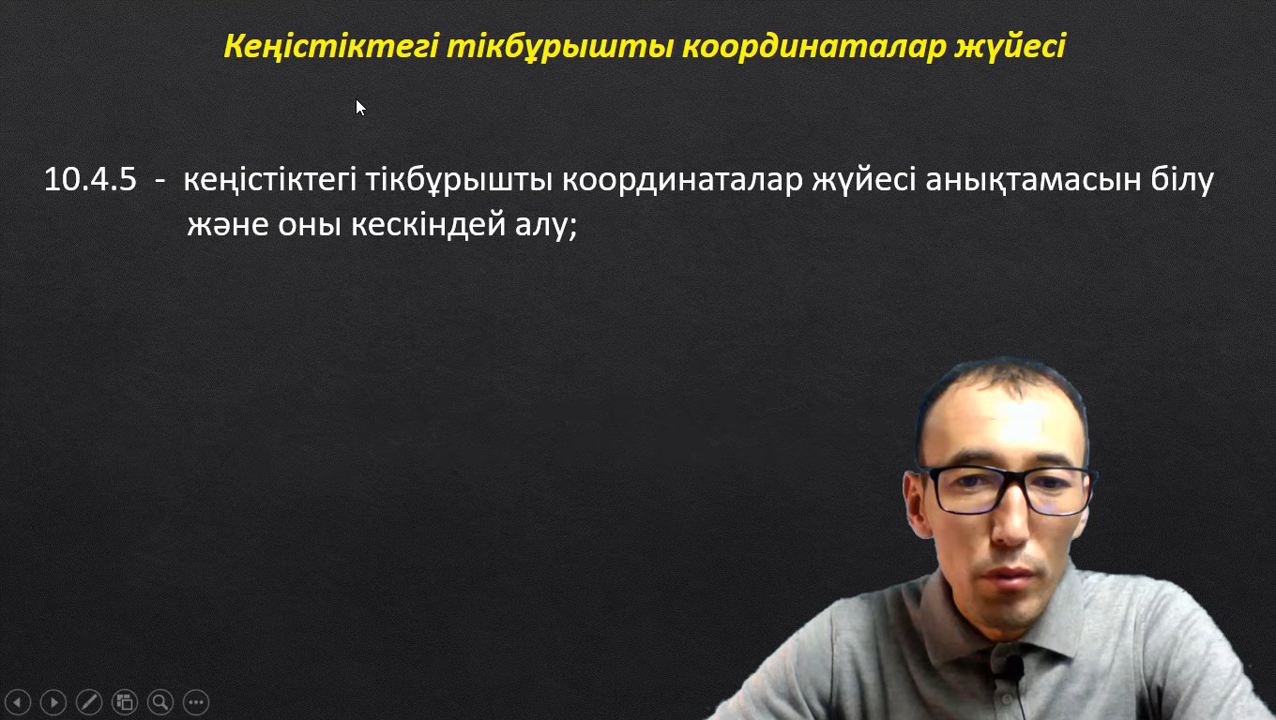 Кеңістіктегі тікбұрышты координаталар жүйесі
10.4.5 - кеңістіктегі тікбұрышты координаталар жүйесі анықтамасын білу
және оны кескіндей алу;